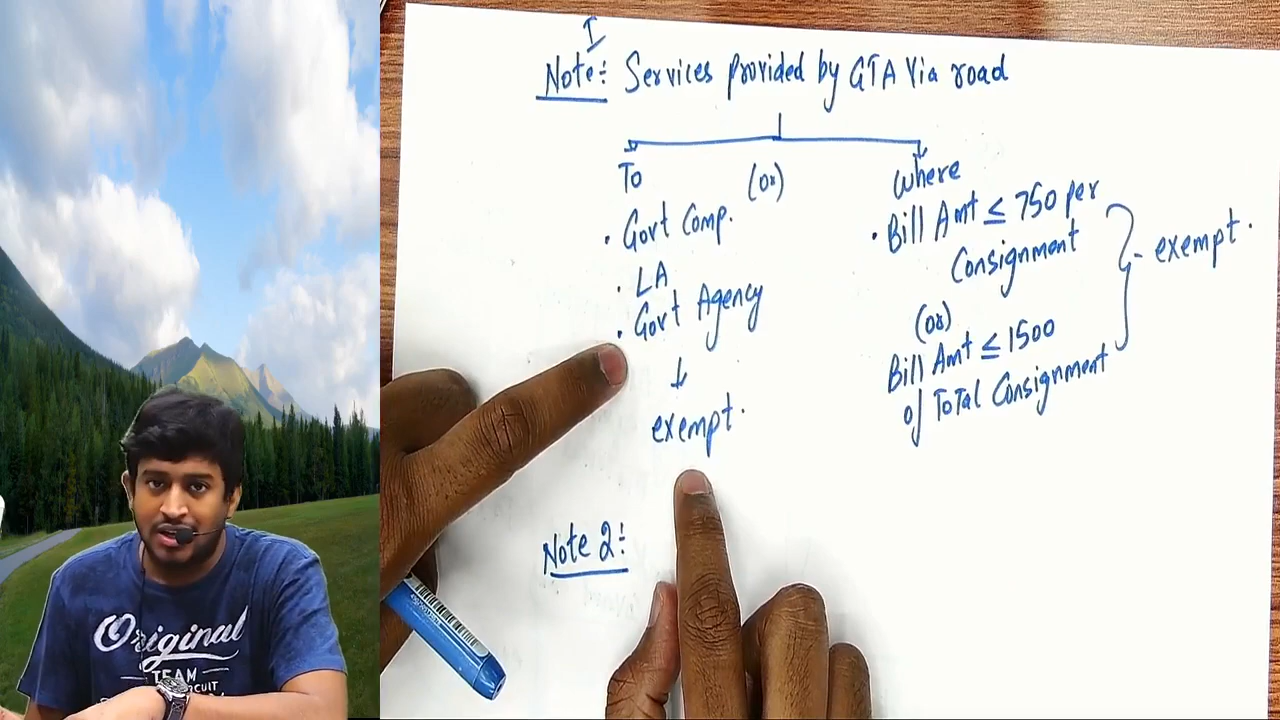 I
Note: Services provided by GTA Via road
To
(or)
where
• Govt Comp.
• LA
• Govt Agency
↓
exempt.
• Bill Amt ≤ 750 per
Consignment
(or)
Bill Amt ≤ 1500
of Total Consignment
exempt.
Note 2:
Original
TEAM